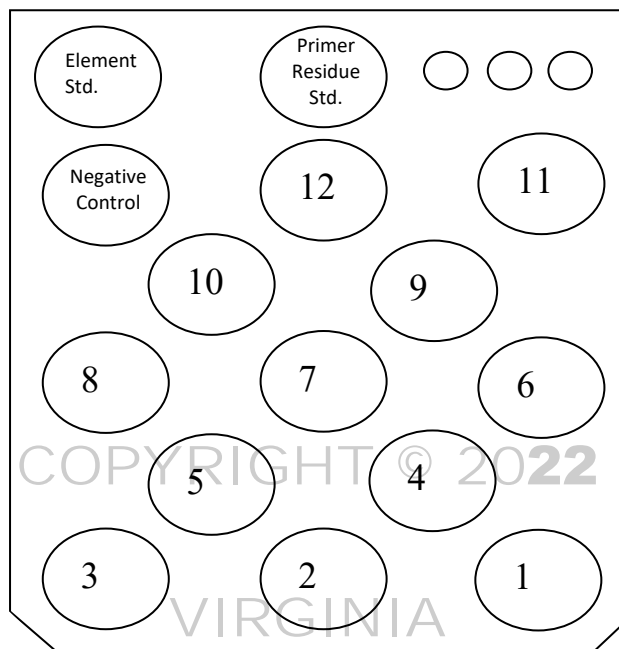 Element
Std.
Primer
Residue
Std.
Negative
Control
12
11
10
9
8
7
6
COPYRIGHT © 2022
5
4
3
2
1
VIRGINIA